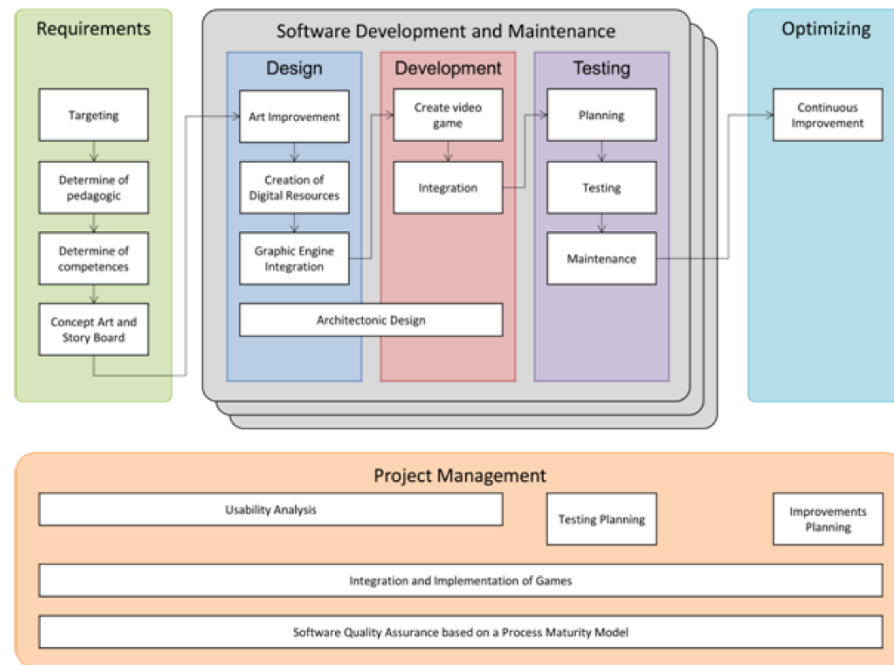 Requirements
Targeting
Determine of
pedagogic
Determine of
competences
Concept Art and
Story Board
Software Development and Maintenance
Design
Art Improvement
Creation of
Digital Resources
Graphic Engine
Integration
Development
Create video
game
Integration
Architectonic Design
Testing
Planning
Testing
Maintenance
Optimizing
Continuous
Improvement
Project Management
Usability Analysis
Testing Planning
Improvements
Planning
Integration and Implementation of Games
Software Quality Assurance based on a Process Maturity Model